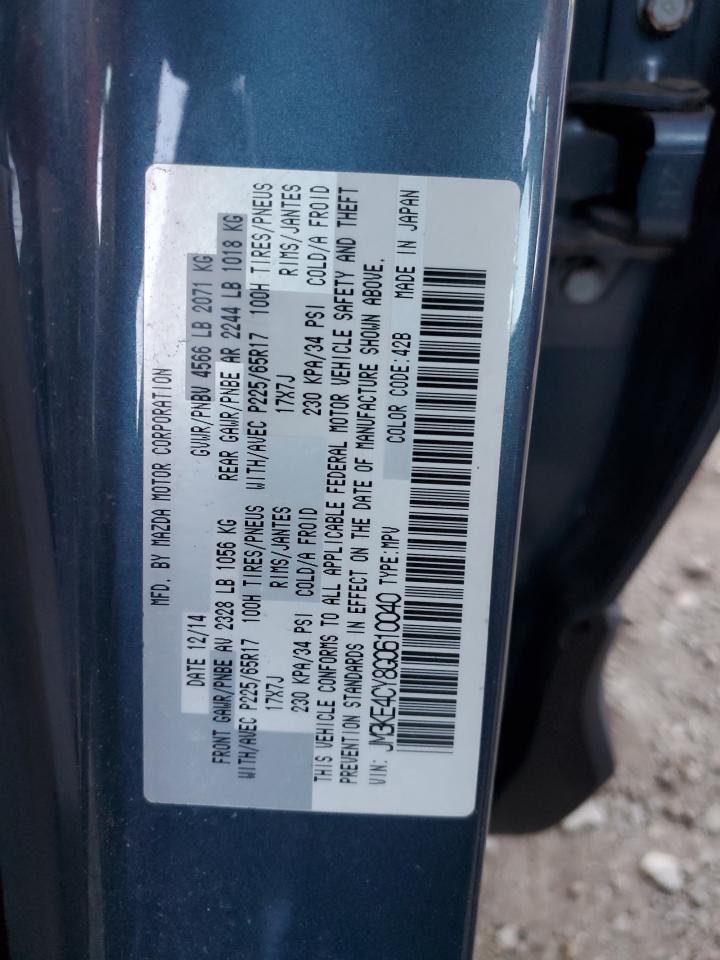 MFD. BY MAZDA MOTOR CORPORATION
DATE 12/14 GVWR/PNBV 4566 LB 2071 KG
FRONT GAWR/PNBE AV 2328 LB 1056 KG REAR GAWR/PNBE AR 2244 LB 1018 KG
WITH/AVEC P225/65R17 100H TIRES/PNEUS WITH/AVEC P225/65R17 100H TIRES/PNEUS
17X7J RIMS/JANTES 17X7J RIMS/JANTES
230 KPA/34 PSI COLD/A FROID 230 KPA/34 PSI COLD/A FROID
THIS VEHICLE CONFORMS TO ALL APPLICABLE FEDERAL MOTOR VEHICLE SAFETY AND THEFT
PREVENTION STANDARDS IN EFFECT ON THE DATE OF MANUFACTURE SHOWN ABOVE.
VIN: JM3KE4CY8G0610040 TYPE:MPV COLOR CODE:42B MADE IN JAPAN